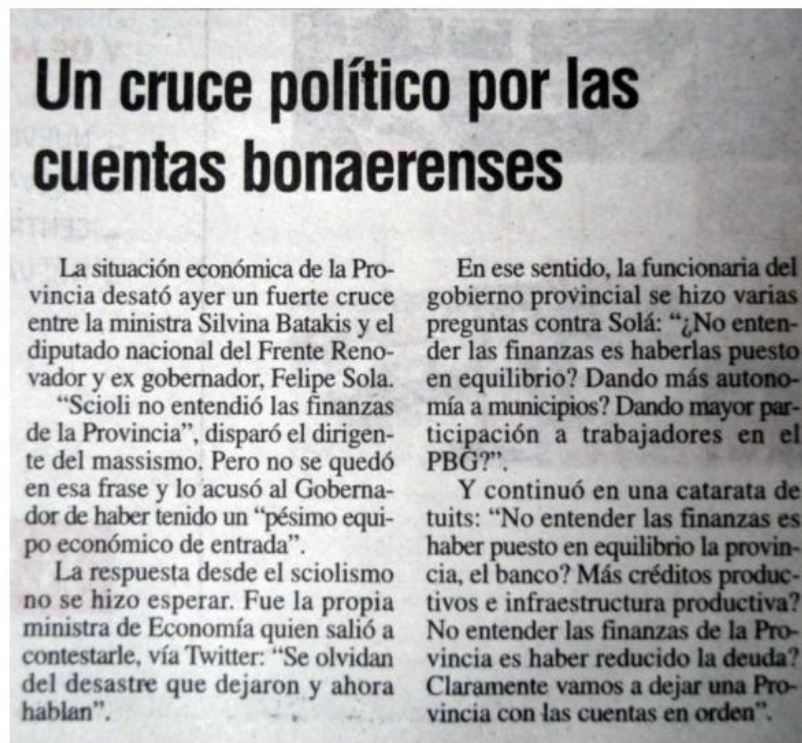 Un cruce político por las
cuentas bonaerenses
La situación económica de la Pro-
vincia desató ayer un fuerte cruce
entre la ministra Silvina Batakis y el
diputado nacional del Frente Reno-
vador y ex gobernador, Felipe Sola.
“Scioli no entendió las finanzas
de la Provincia”, disparó el dirigen-
te del massismo. Pero no se quedó
en esa frase y lo acusó al Goberna-
dor de haber tenido un “pésimo equi-
po económico de entrada”.
La respuesta desde el sciolismo
no se hizo esperar. Fue la propia
ministra de Economía quien salió a
contestarle, vía Twitter: “Se olvidan
del desastre que dejaron y ahora
hablan”.
En ese sentido, la funcionaria del
gobierno provincial se hizo varias
preguntas contra Solá: “¿No enten-
der las finanzas es haberlas puesto
en equilibrio? Dando más autono-
mía a municipios? Dando mayor par-
ticipación a trabajadores en el
PBG?”.
Y continuó en una catarata de
tuits: “No entender las finanzas es
haber puesto en equilibrio la provin-
cia, el banco? Más créditos produc-
tivos e infraestructura productiva?
No entender las finanzas de la Pro-
vincia es haber reducido la deuda?
Claramente vamos a dejar una Pro-
vincia con las cuentas en orden”.